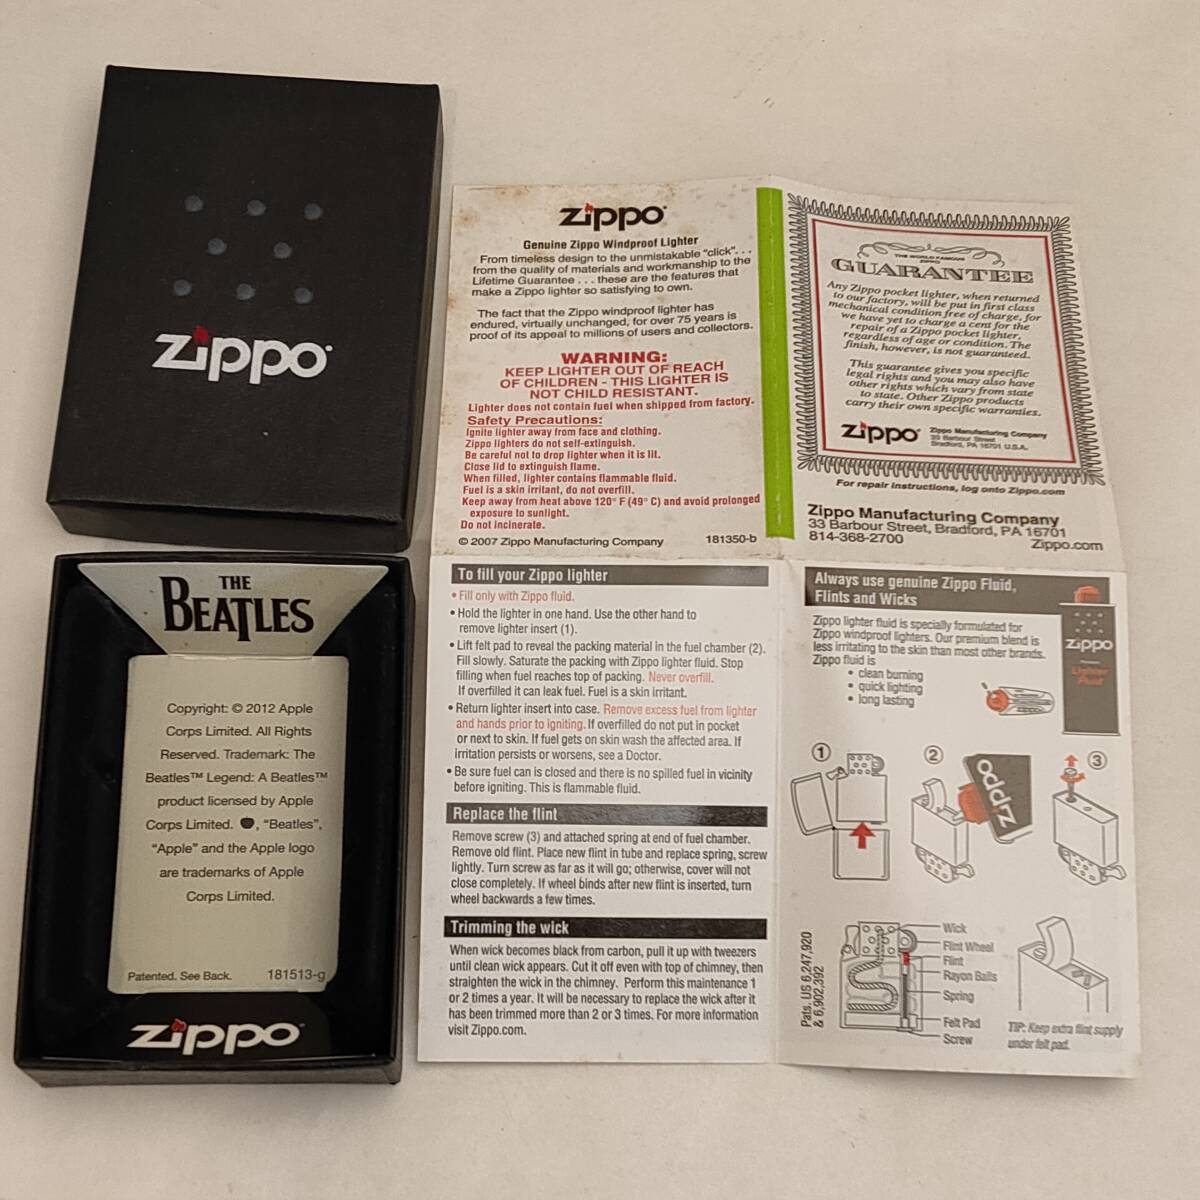 zippo
THE
BEATLES
Copyright: © 2012 Apple
Corps Limited. All Rights
Reserved. Trademark: The
Beatles™ Legend: A Beatles™
product licensed by Apple
Corps Limited. , “Beatles”,
“Apple” and the Apple logo
are trademarks of Apple
Corps Limited.
Patented. See Back. 181513-g
zippo
zippo
Genuine Zippo Windproof Lighter
From timeless design to the unmistakable "click". . .
from the quality of materials and workmanship to the
Lifetime Guarantee . . . these are the features that
make a Zippo lighter so satisfying to own.
The fact that the Zippo windproof lighter has
endured, virtually unchanged, for over 75 years is
proof of its appeal to millions of users and collectors.
WARNING:
KEEP LIGHTER OUT OF REACH
OF CHILDREN - THIS LIGHTER IS
NOT CHILD RESISTANT.
Lighter does not contain fuel when shipped from factory.
Safety Precautions:
Ignite lighter away from face and clothing.
Zippo lighters do not self-extinguish.
Be careful not to drop lighter when it is lit.
Close lid to extinguish flame.
When filled, lighter contains flammable fluid.
Fuel is a skin irritant, do not overfill.
Keep away from heat above 120° F (49° C) and avoid prolonged
exposure to sunlight.
Do not incinerate.
© 2007 Zippo Manufacturing Company 181350-b
THE WORLD FAMOUS
ZIPPO
GUARANTEE
Any Zippo pocket lighter, when returned
to our factory, will be put in first class
mechanical condition free of charge, for
we have yet to charge a cent for the
repair of a Zippo pocket lighter,
regardless of age or condition. The
finish, however, is not guaranteed.
This guarantee gives you specific
legal rights and you may also have
other rights which vary from state
to state. Other Zippo products
carry their own specific warranties.
zippo
Zippo Manufacturing Company
33 Barbour Street
Bradford, PA 16701 U.S.A.
For repair instructions, log onto Zippo.com
Zippo Manufacturing Company
33 Barbour Street, Bradford, PA 16701
814-368-2700 Zippo.com
To fill your Zippo lighter
• Fill only with Zippo fluid.
• Hold the lighter in one hand. Use the other hand to
remove lighter insert (1).
• Lift felt pad to reveal the packing material in the fuel chamber (2).
Fill slowly. Saturate the packing with Zippo lighter fluid. Stop
filling when fuel reaches top of packing. Never overfill.
If overfilled it can leak fuel. Fuel is a skin irritant.
• Return lighter insert into case. Remove excess fuel from lighter
and hands prior to igniting. If overfilled do not put in pocket
or next to skin. If fuel gets on skin wash the affected area. If
irritation persists or worsens, see a Doctor.
• Be sure fuel can is closed and there is no spilled fuel in vicinity
before igniting. This is flammable fluid.
Replace the flint
Remove screw (3) and attached spring at end of fuel chamber.
Remove old flint. Place new flint in tube and replace spring, screw
lightly. Turn screw as far as it will go; otherwise, cover will not
close completely. If wheel binds after new flint is inserted, turn
wheel backwards a few times.
Trimming the wick
When wick becomes black from carbon, pull it up with tweezers
until clean wick appears. Cut it off even with top of chimney, then
straighten the wick in the chimney. Perform this maintenance 1
or 2 times a year. It will be necessary to replace the wick after it
has been trimmed more than 2 or 3 times. For more information
visit Zippo.com.
Always use genuine Zippo Fluid,
Flints and Wicks
Zippo lighter fluid is specially formulated for
Zippo windproof lighters. Our premium blend is
less irritating to the skin than most other brands.
Zippo fluid is
• clean burning
• quick lighting
• long lasting
zippo
Lighter
Fluid
1
2
3
zippo
Pats. US 6,247,920
& 6,902,392
Wick
Flint Wheel
Flint
Rayon Balls
Spring
Felt Pad
Screw
TIP: Keep extra flint supply
under felt pad.